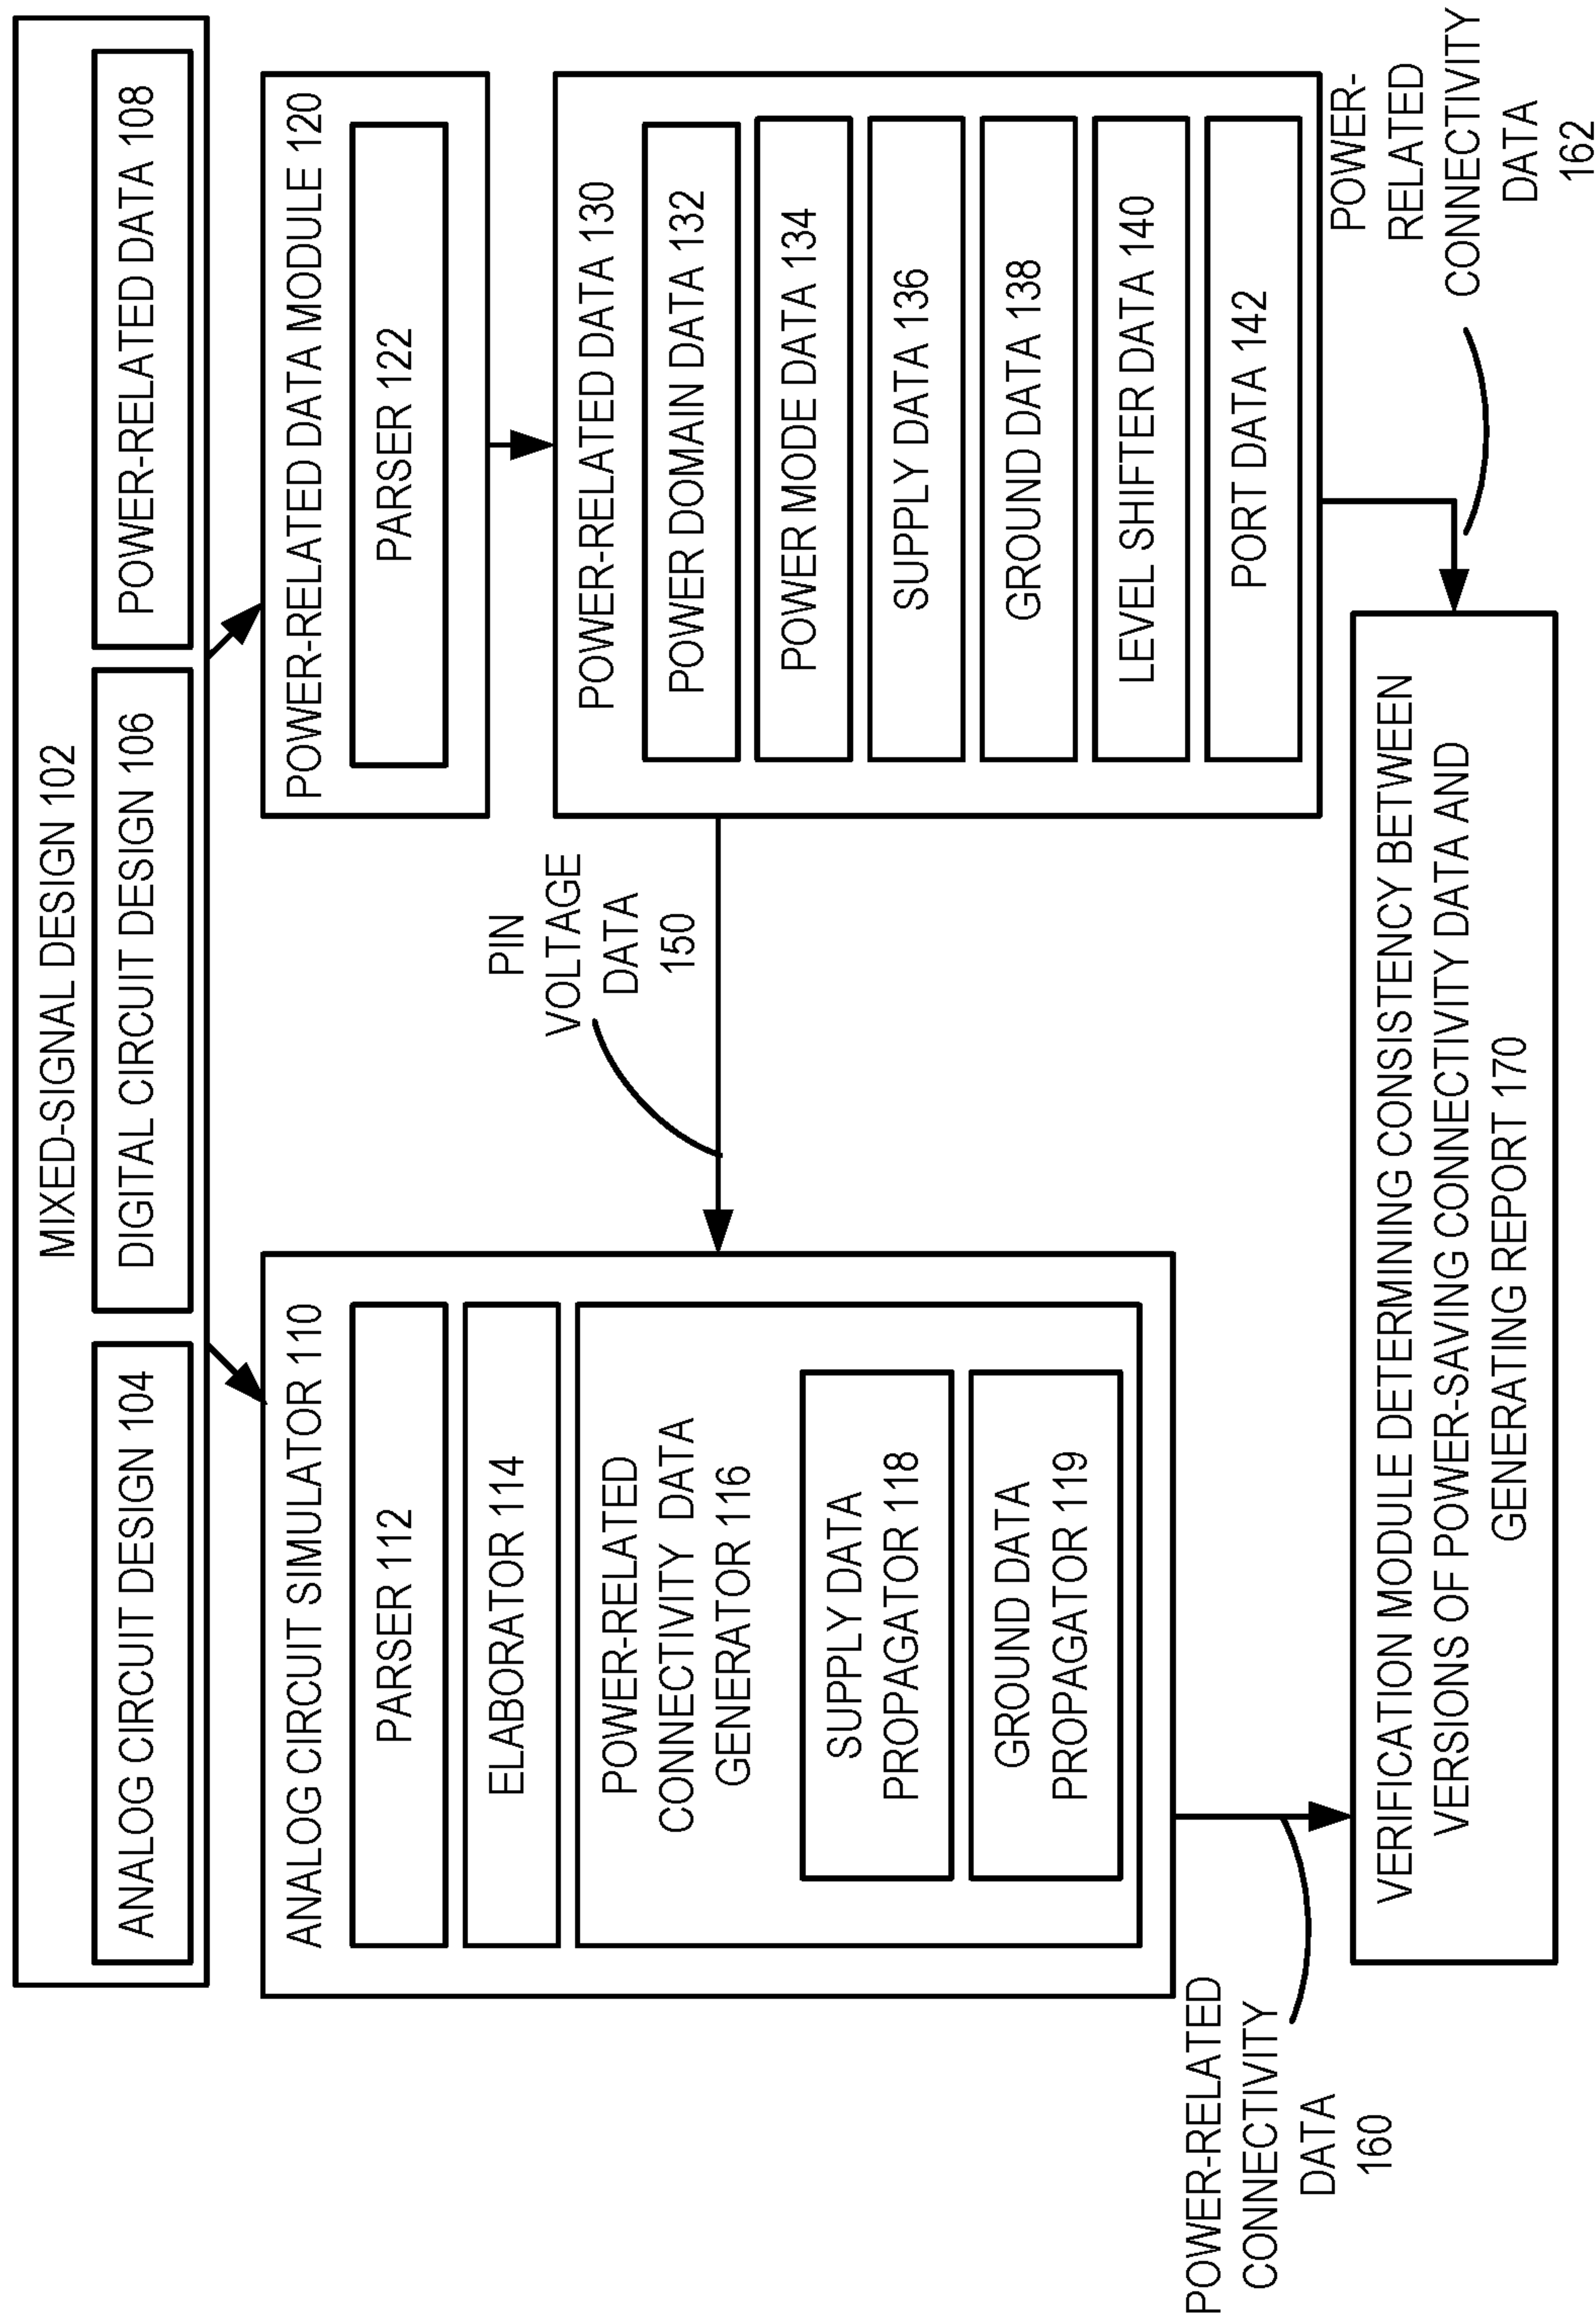 MIXED-SIGNAL DESIGN 102
ANALOG CIRCUIT DESIGN 104
DIGITAL CIRCUIT DESIGN 106
POWER-RELATED DATA 108
ANALOG CIRCUIT SIMULATOR 110
PARSER 112
ELABORATOR 114
POWER-RELATED
CONNECTIVITY DATA
GENERATOR 116
SUPPLY DATA
PROPAGATOR 118
GROUND DATA
PROPAGATOR 119
PIN
VOLTAGE
DATA
150
POWER-RELATED DATA MODULE 120
PARSER 122
POWER-RELATED DATA 130
POWER DOMAIN DATA 132
POWER MODE DATA 134
SUPPLY DATA 136
GROUND DATA 138
LEVEL SHIFTER DATA 140
PORT DATA 142
POWER-RELATED
CONNECTIVITY
DATA
160
POWER-
RELATED
CONNECTIVITY
DATA
162
VERIFICATION MODULE DETERMINING CONSISTENCY BETWEEN
VERSIONS OF POWER-SAVING CONNECTIVITY DATA AND
GENERATING REPORT 170